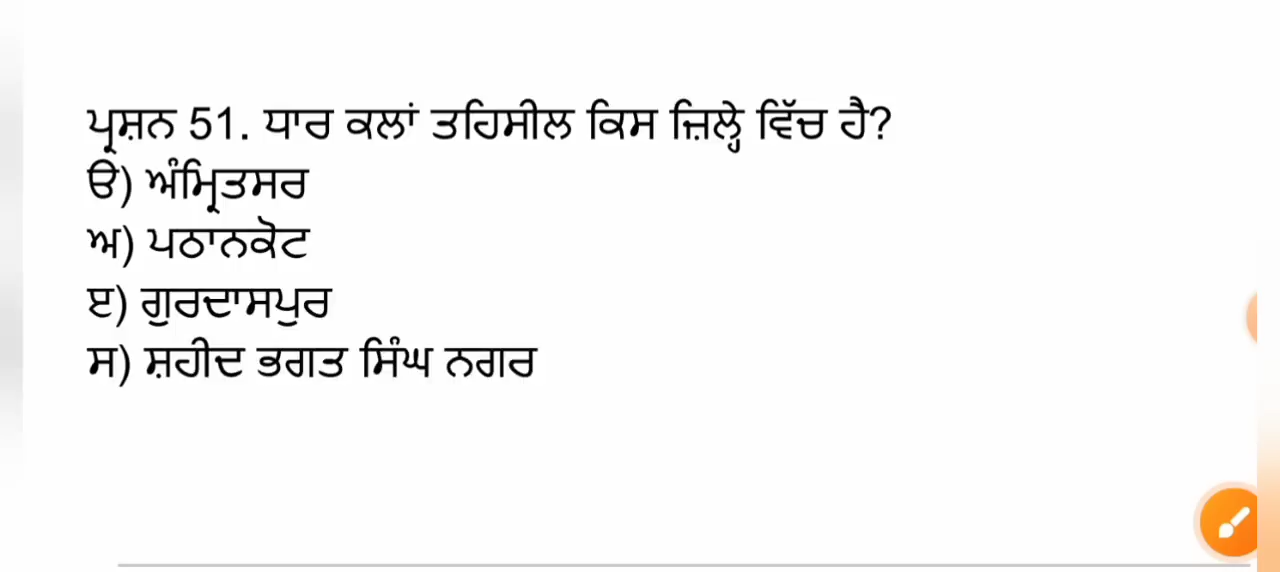 ਪ੍ਰਸ਼ਨ 51. ਧਾਰ ਕਲਾਂ ਤਹਿਸੀਲ ਕਿਸ ਜ਼ਿਲ੍ਹੇ ਵਿੱਚ ਹੈ?
ੳ) ਅੰਮ੍ਰਿਤਸਰ
ਅ) ਪਠਾਨਕੋਟ
ੲ) ਗੁਰਦਾਸਪੁਰ
ਸ) ਸ਼ਹੀਦ ਭਗਤ ਸਿੰਘ ਨਗਰ